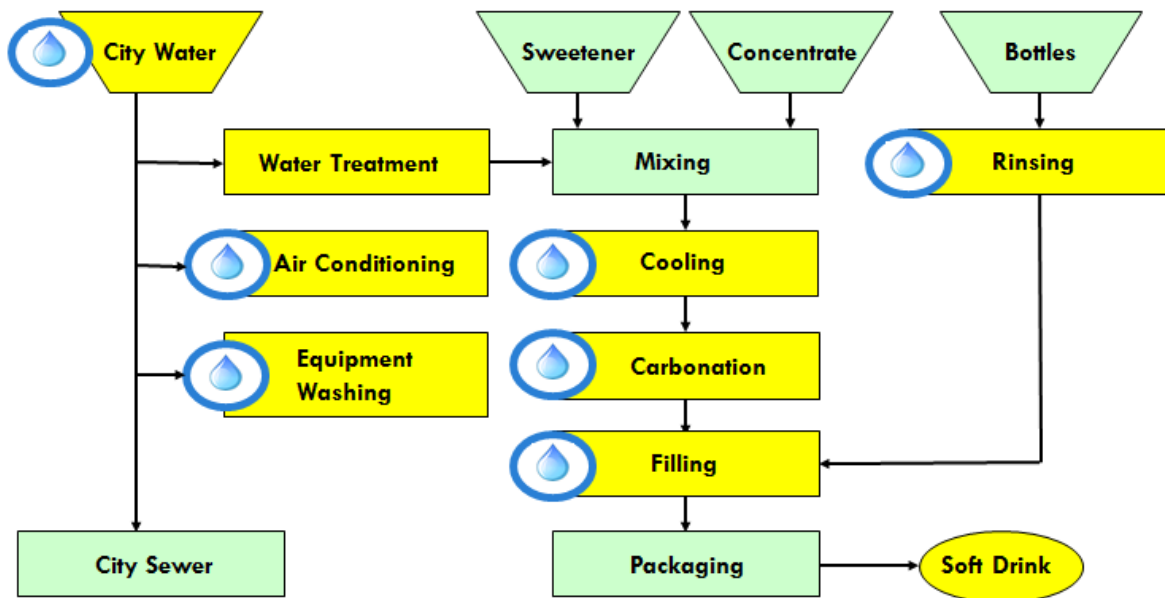 City Water
Sweetener
Concentrate
Bottles
Water Treatment
Mixing
Rinsing
Air Conditioning
Cooling
Equipment
Washing
Carbonation
Filling
City Sewer
Packaging
Soft Drink